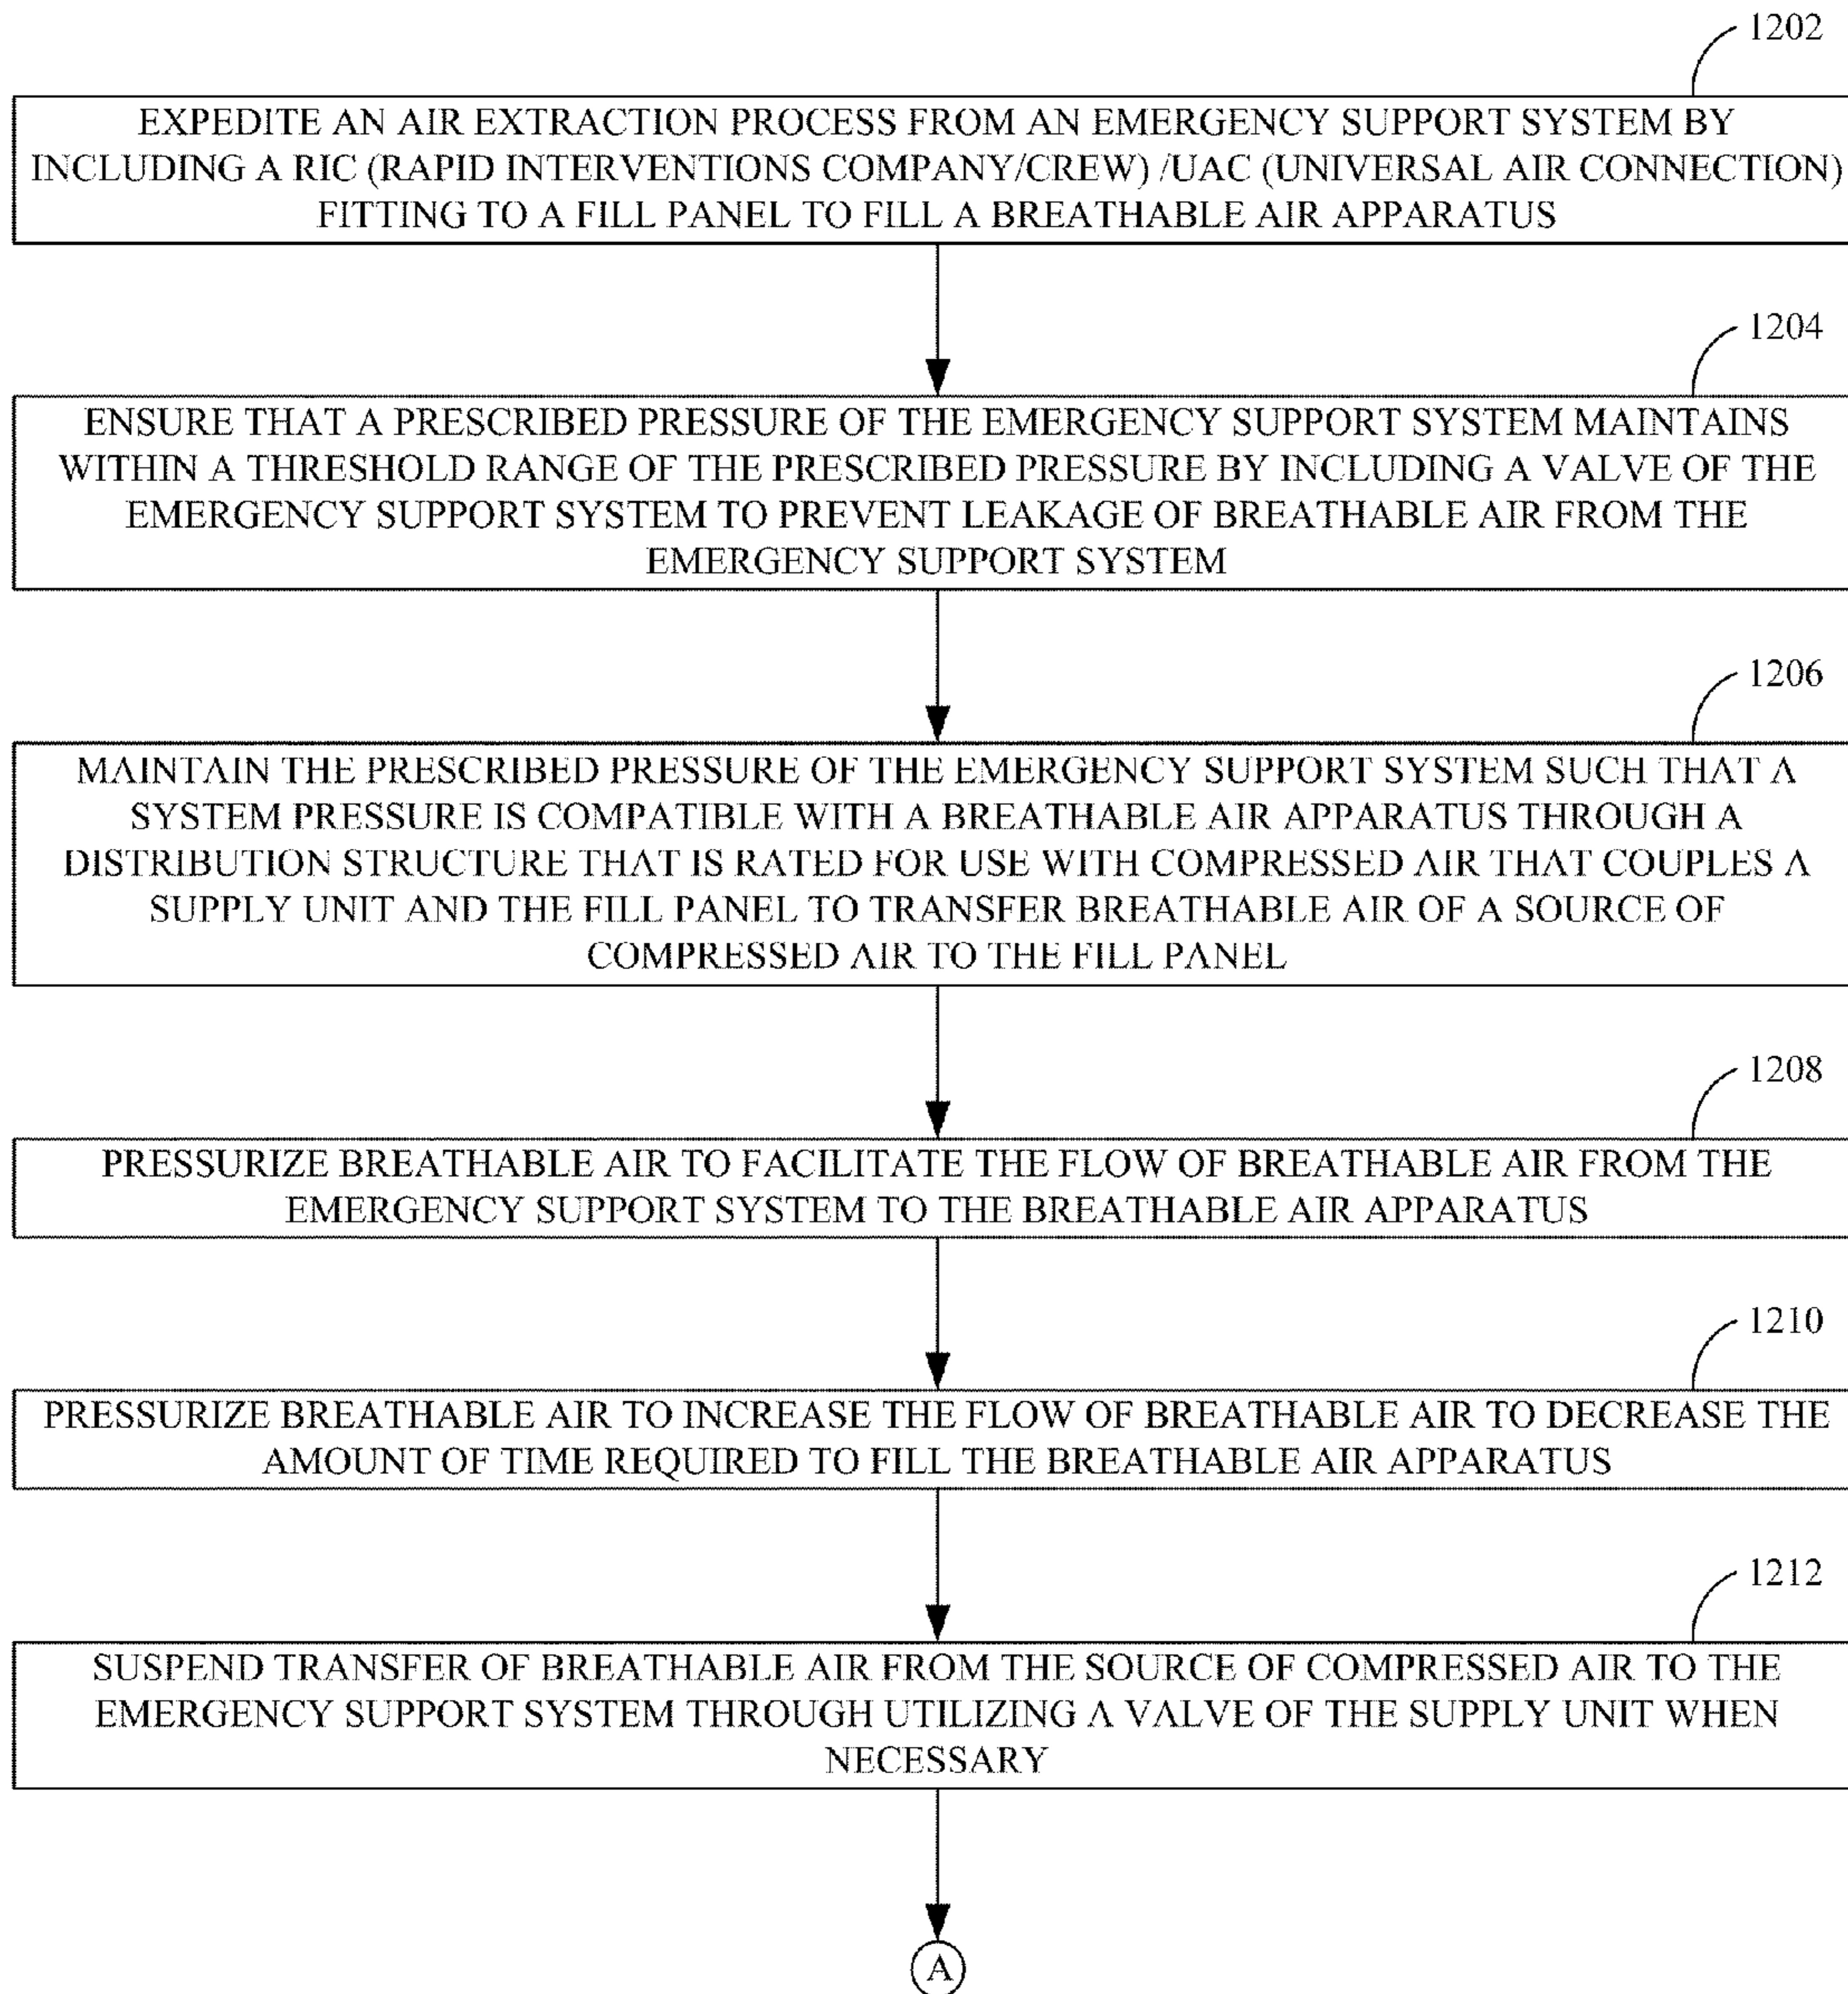 1202
EXPEDITE AN AIR EXTRACTION PROCESS FROM AN EMERGENCY SUPPORT SYSTEM BY
INCLUDING A RIC (RAPID INTERVENTIONS COMPANY/CREW) /UAC (UNIVERSAL AIR CONNECTION)
FITTING TO A FILL PANEL TO FILL A BREATHABLE AIR APPARATUS
1204
ENSURE THAT A PRESCRIBED PRESSURE OF THE EMERGENCY SUPPORT SYSTEM MAINTAINS
WITHIN A THRESHOLD RANGE OF THE PRESCRIBED PRESSURE BY INCLUDING A VALVE OF THE
EMERGENCY SUPPORT SYSTEM TO PREVENT LEAKAGE OF BREATHABLE AIR FROM THE
EMERGENCY SUPPORT SYSTEM
1206
MAINTAIN THE PRESCRIBED PRESSURE OF THE EMERGENCY SUPPORT SYSTEM SUCH THAT A
SYSTEM PRESSURE IS COMPATIBLE WITH A BREATHABLE AIR APPARATUS THROUGH A
DISTRIBUTION STRUCTURE THAT IS RATED FOR USE WITH COMPRESSED AIR THAT COUPLES A
SUPPLY UNIT AND THE FILL PANEL TO TRANSFER BREATHABLE AIR OF A SOURCE OF
COMPRESSED AIR TO THE FILL PANEL
1208
PRESSURIZE BREATHABLE AIR TO FACILITATE THE FLOW OF BREATHABLE AIR FROM THE
EMERGENCY SUPPORT SYSTEM TO THE BREATHABLE AIR APPARATUS
1210
PRESSURIZE BREATHABLE AIR TO INCREASE THE FLOW OF BREATHABLE AIR TO DECREASE THE
AMOUNT OF TIME REQUIRED TO FILL THE BREATHABLE AIR APPARATUS
1212
SUSPEND TRANSFER OF BREATHABLE AIR FROM THE SOURCE OF COMPRESSED AIR TO THE
EMERGENCY SUPPORT SYSTEM THROUGH UTILIZING A VALVE OF THE SUPPLY UNIT WHEN
NECESSARY
A